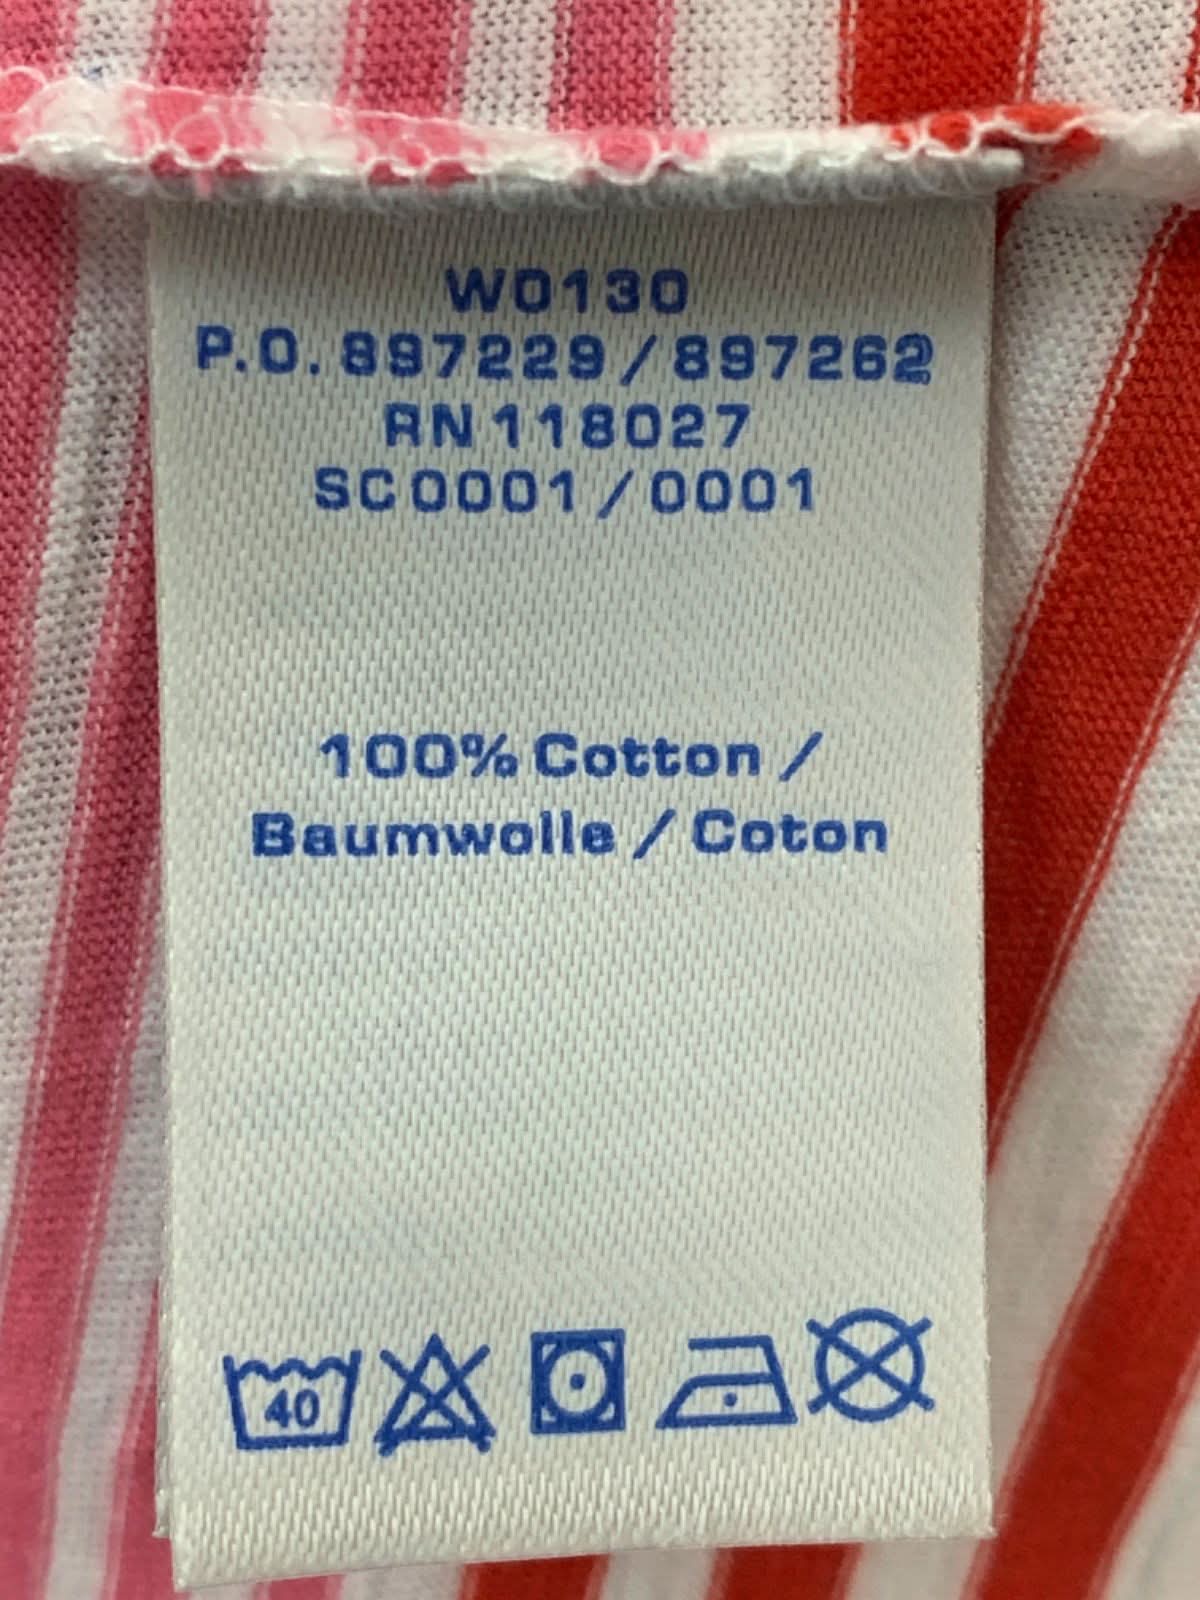 W0130
P.O. 897229 / 897262
RN 118027
SC0001 / 0001
100% Cotton /
Baumwolle / Coton
40